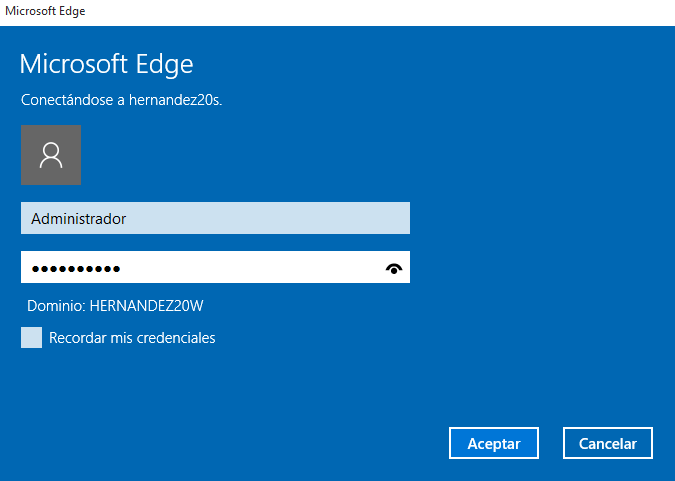 Microsoft Edge
Microsoft Edge
Conectándose a hernandez20s.
Administrador
●●●●●●●●●●
Dominio: HERNANDEZ20W
Recordar mis credenciales
Aceptar
Cancelar